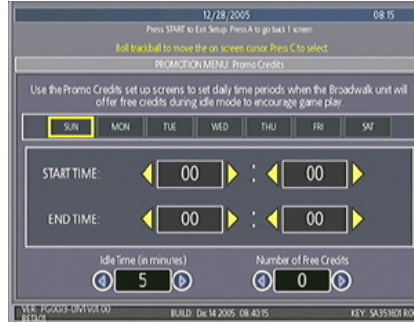 12/28/2005 08:15
Press START to Exit Setup. Press A to go back 1 screen
Roll trackball to move the on screen cursor. Press C to select.
PROMOTION MENU: Promo Credits
Use the Promo Credits set up screens to set daily time periods when the Broadwalk unit will
offer free credits during idle mode to encourage game play.
SUN MON TUE WED THU FRI SAT
START TIME: 00 : 00
END TIME: 00 : 00
Idle Time (in minutes) Number of Free Credits
5 0
VER: BUILD: Dec 14 2005 08:40:15 KEY: SA351601